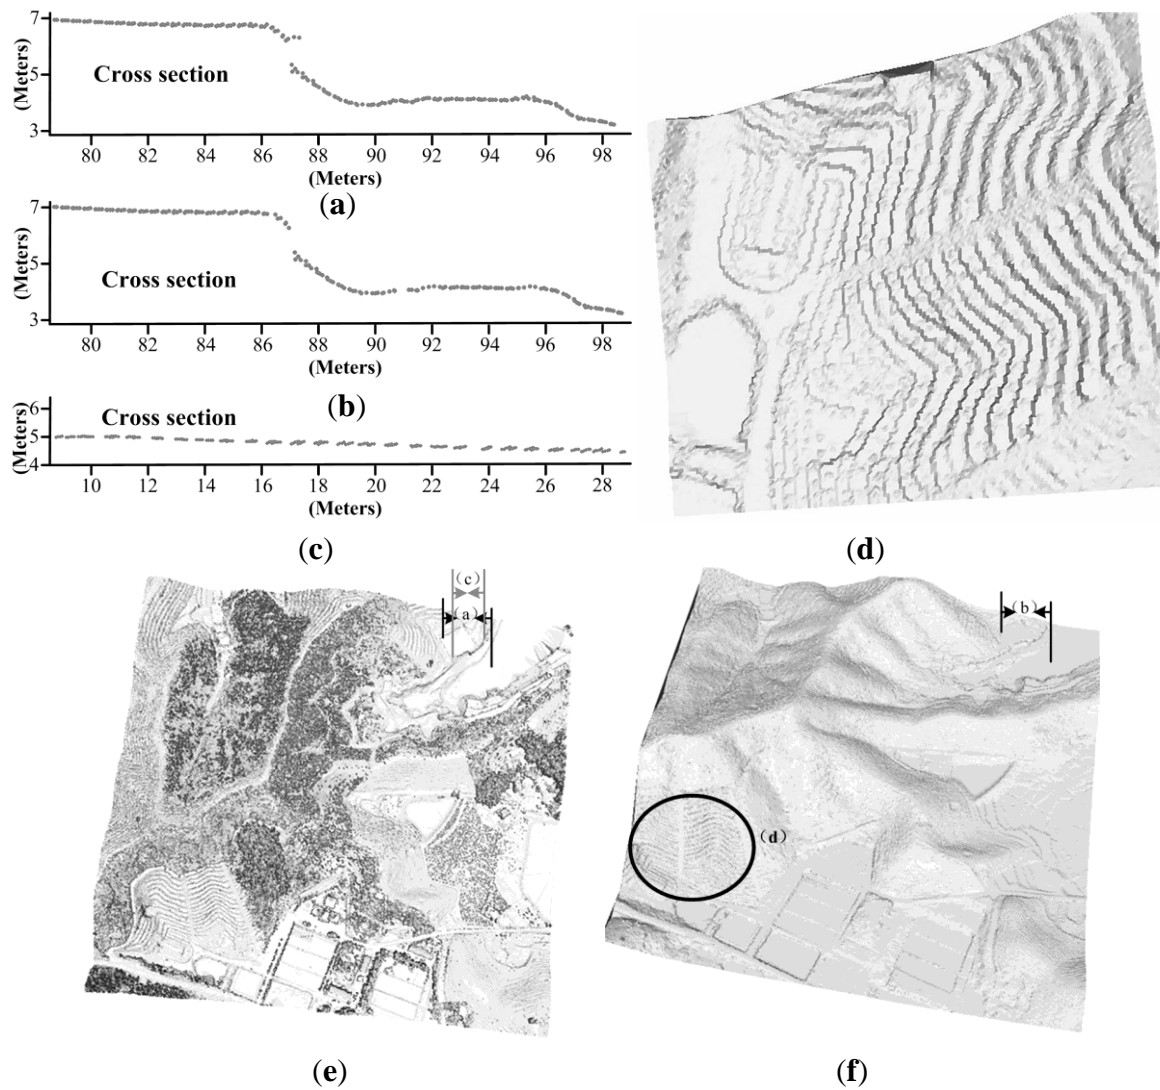 7
5
3
(Meters)
Cross section
80 82 84 86 88 90 92 94 96 98
(Meters)
(a)
7
5
3
(Meters)
Cross section
80 82 84 86 88 90 92 94 96 98
(Meters)
(b)
6
5
4
(Meters)
Cross section
10 12 14 16 18 20 22 24 26 28
(Meters)
(c)
(d)
(c)
(a)
(b)
(d)
(e)
(f)